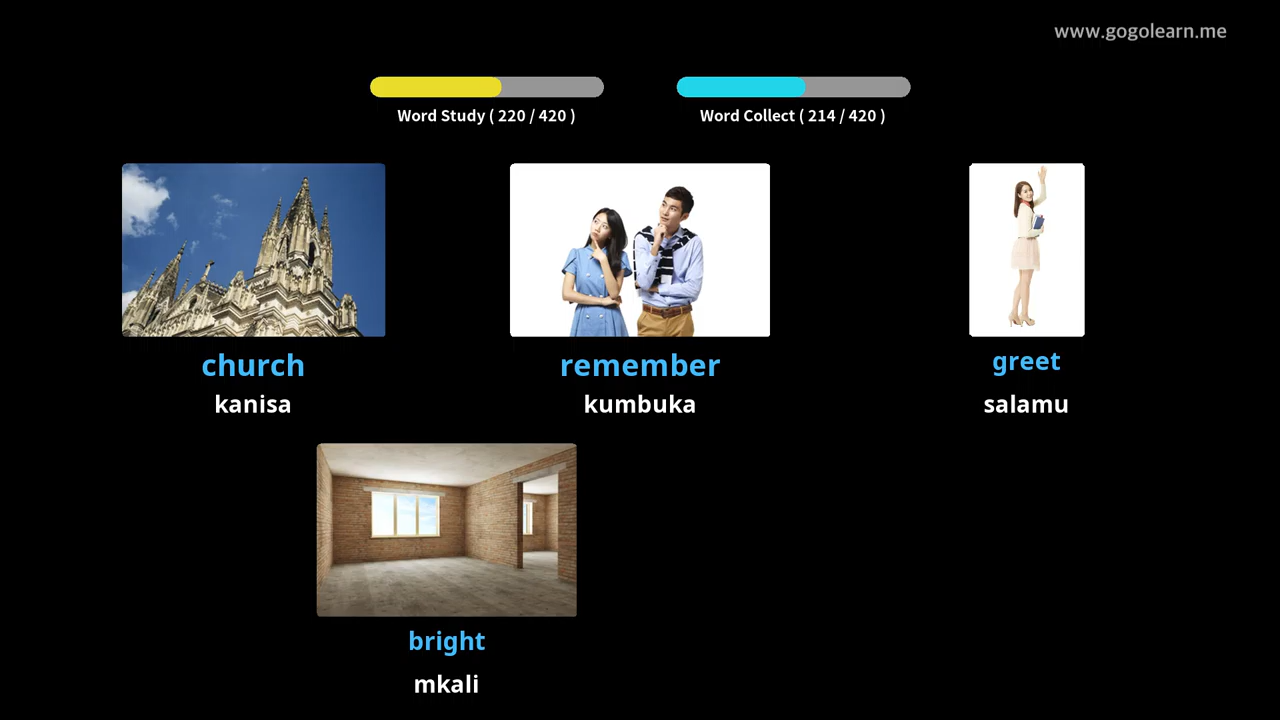 www.gogolearn.me
Word Study ( 220 / 420 )
Word Collect ( 214 / 420 )
church
kanisa
remember
kumbuka
greet
salamu
bright
mkali